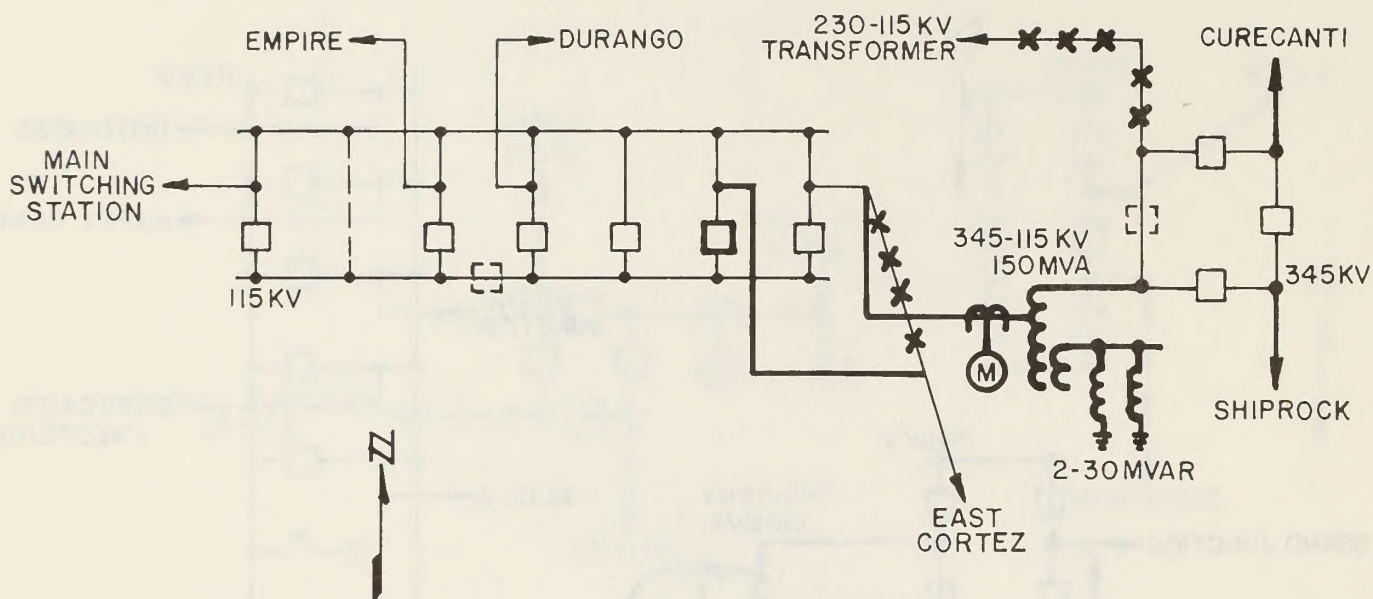 230-115 KV
TRANSFORMER
CURECANTI
EMPIRE
DURANGO
MAIN
SWITCHING
STATION
345-115 KV
150 MVA
345 KV
115 KV
M
SHIPROCK
2-30 MVAR
N
EAST
CORTEZ